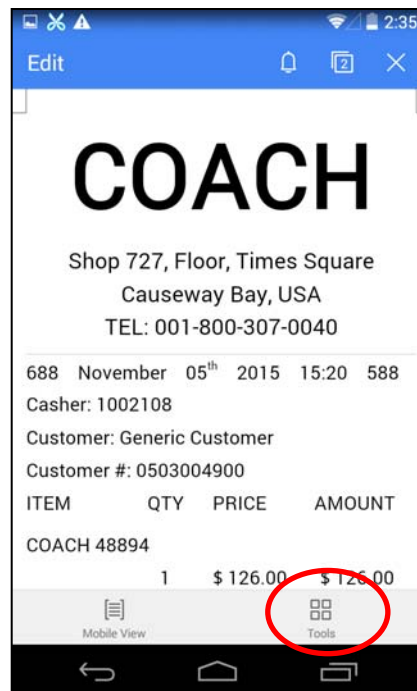 2:35
Edit 2
COACH
Shop 727, Floor, Times Square
Causeway Bay, USA
TEL: 001-800-307-0040
688 November 05th 2015 15:20 588
Casher: 1002108
Customer: Generic Customer
Customer #: 0503004900
ITEM QTY PRICE AMOUNT
COACH 48894
1 $ 126.00 $ 126.00
Mobile View Tools